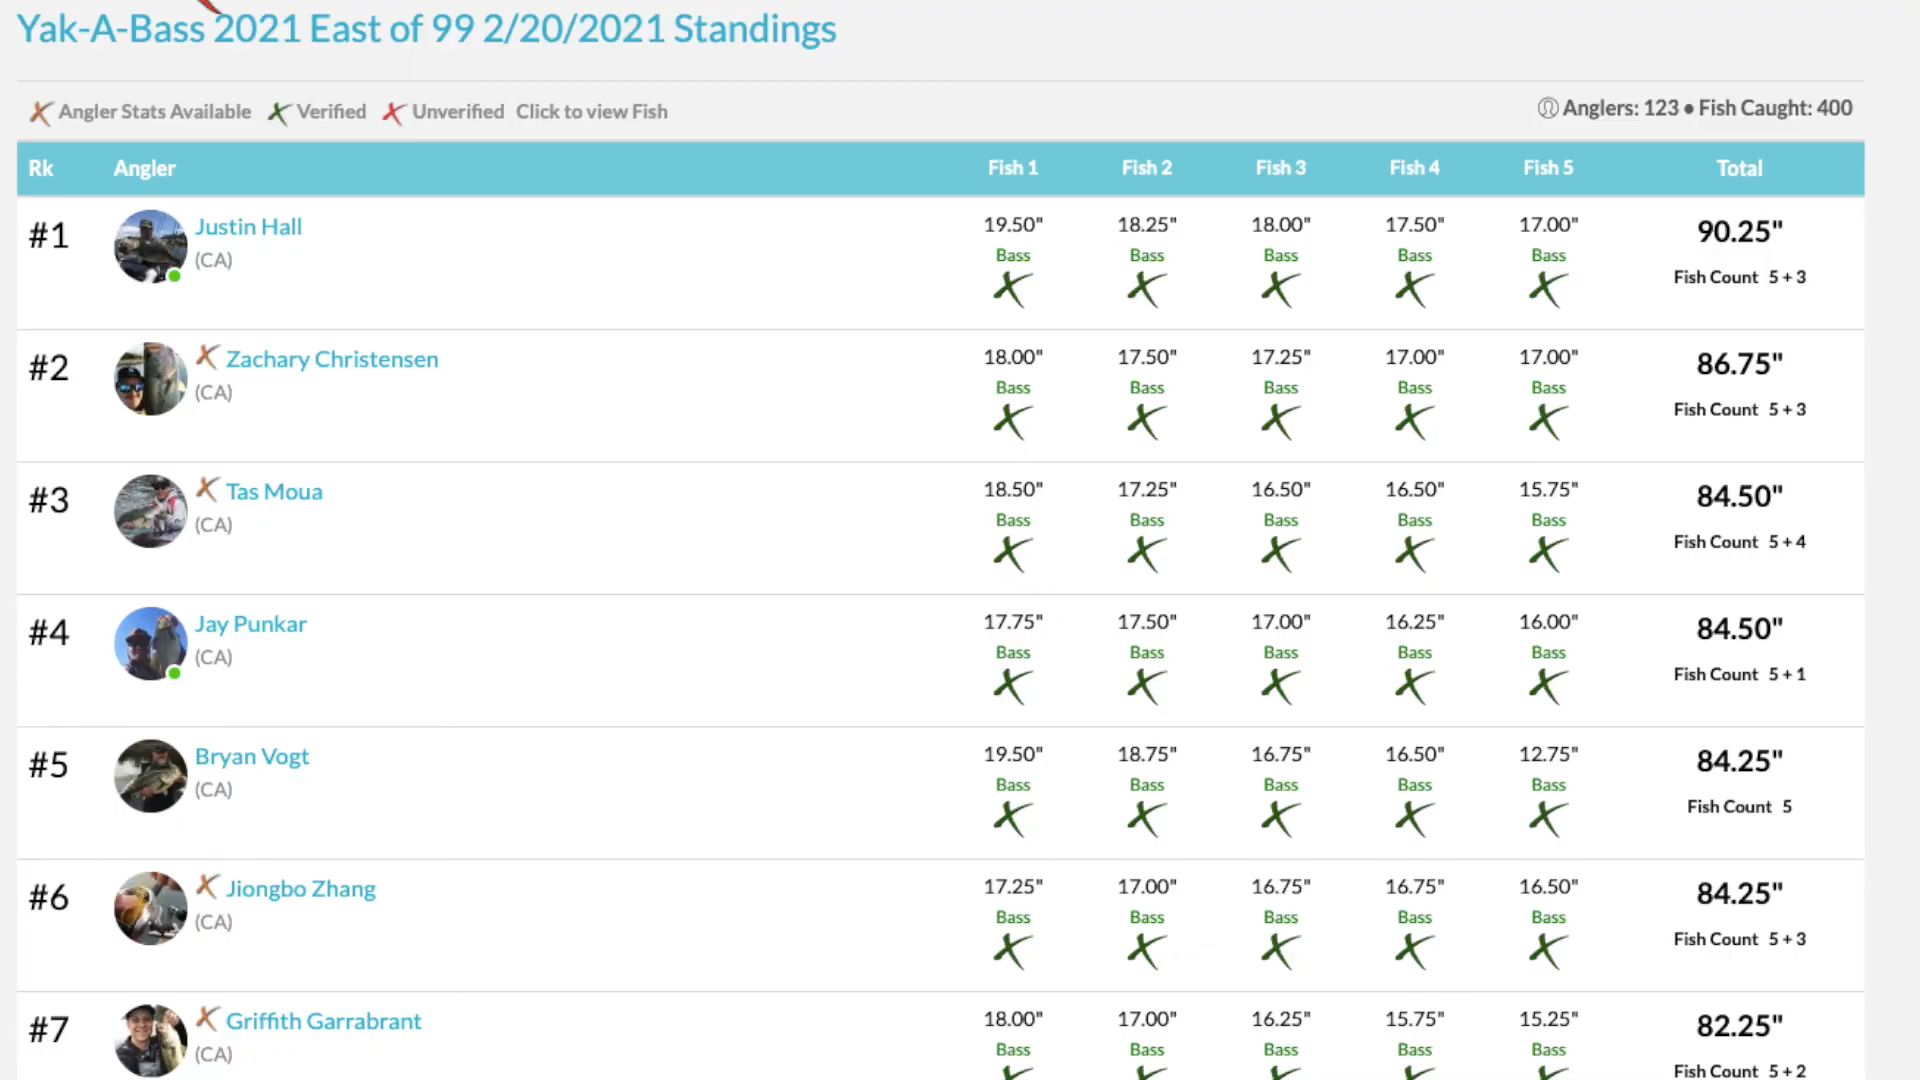 Yak-A-Bass 2021 East of 99 2/20/2021 Standings
Angler Stats Available Verified Unverified Click to view Fish Anglers: 123 • Fish Caught: 400
Rk Angler Fish 1 Fish 2 Fish 3 Fish 4 Fish 5 Total
#1 Justin Hall 19.50" 18.25" 18.00" 17.50" 17.00" 90.25"
(CA) Bass Bass Bass Bass Bass Fish Count 5 + 3
#2 Zachary Christensen 18.00" 17.50" 17.25" 17.00" 17.00" 86.75"
(CA) Bass Bass Bass Bass Bass Fish Count 5 + 3
#3 Tas Moua 18.50" 17.25" 16.50" 16.50" 15.75" 84.50"
(CA) Bass Bass Bass Bass Bass Fish Count 5 + 4
#4 Jay Punkar 17.75" 17.50" 17.00" 16.25" 16.00" 84.50"
(CA) Bass Bass Bass Bass Bass Fish Count 5 + 1
#5 Bryan Vogt 19.50" 18.75" 16.75" 16.50" 12.75" 84.25"
(CA) Bass Bass Bass Bass Bass Fish Count 5
#6 Jiongbo Zhang 17.25" 17.00" 16.75" 16.75" 16.50" 84.25"
(CA) Bass Bass Bass Bass Bass Fish Count 5 + 3
#7 Griffith Garrabrant 18.00" 17.00" 16.25" 15.75" 15.25" 82.25"
(CA) Bass Bass Bass Bass Bass Fish Count 5 + 2